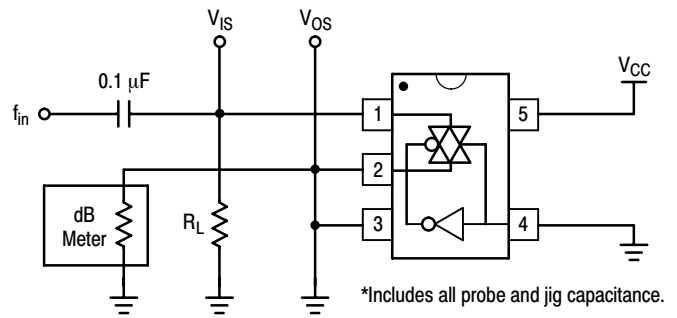 V_IS
V_OS
V_CC
0.1 μF
f_in
1
5
2
dB
Meter
R_L
3
4
*Includes all probe and jig capacitance.